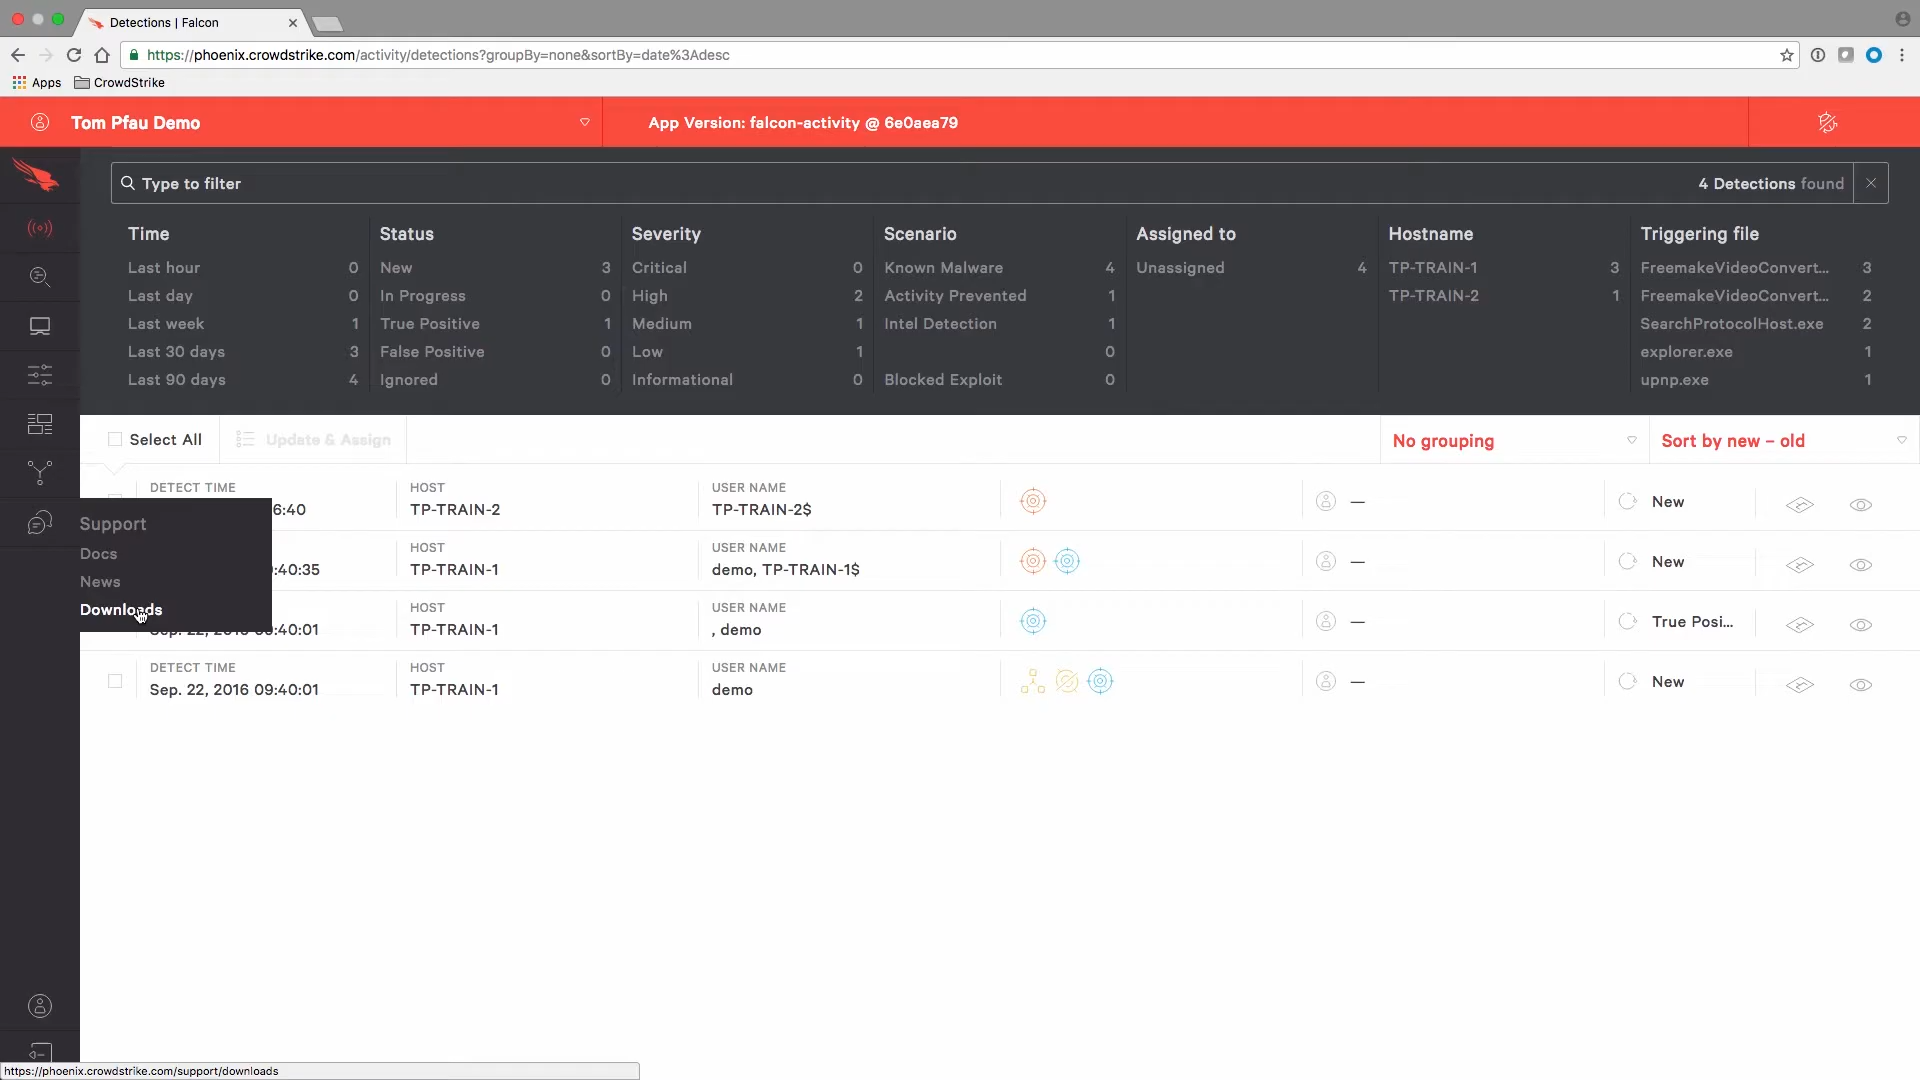 Detections | Falcon
https://phoenix.crowdstrike.com/activity/detections?groupBy=none&sortBy=date%3Adesc
Apps CrowdStrike
Tom Pfau Demo
App Version: falcon-activity @ 6e0aea79
Type to filter
4 Detections found
Time
Last hour 0
Last day 0
Last week 1
Last 30 days 3
Last 90 days 4
Status
New 3
In Progress 0
True Positive 1
False Positive 0
Ignored 0
Severity
Critical 0
High 2
Medium 1
Low 1
Informational 0
Scenario
Known Malware 4
Activity Prevented 1
Intel Detection 1
0
Blocked Exploit 0
Assigned to
Unassigned 4
Hostname
TP-TRAIN-1 3
TP-TRAIN-2 1
Triggering file
FreemakeVideoConvert... 3
FreemakeVideoConvert... 2
SearchProtocolHost.exe 2
explorer.exe 1
upnp.exe 1
Select All
Update & Assign
No grouping
Sort by new – old
DETECT TIME HOST USER NAME
6:40 TP-TRAIN-2 TP-TRAIN-2$ — New
HOST USER NAME
:40:35 TP-TRAIN-1 demo, TP-TRAIN-1$ — New
HOST USER NAME
Sep. 22, 2016 09:40:01 TP-TRAIN-1 , demo — True Posi...
DETECT TIME HOST USER NAME
Sep. 22, 2016 09:40:01 TP-TRAIN-1 demo — New
Support
Docs
News
Downloads
https://phoenix.crowdstrike.com/support/downloads